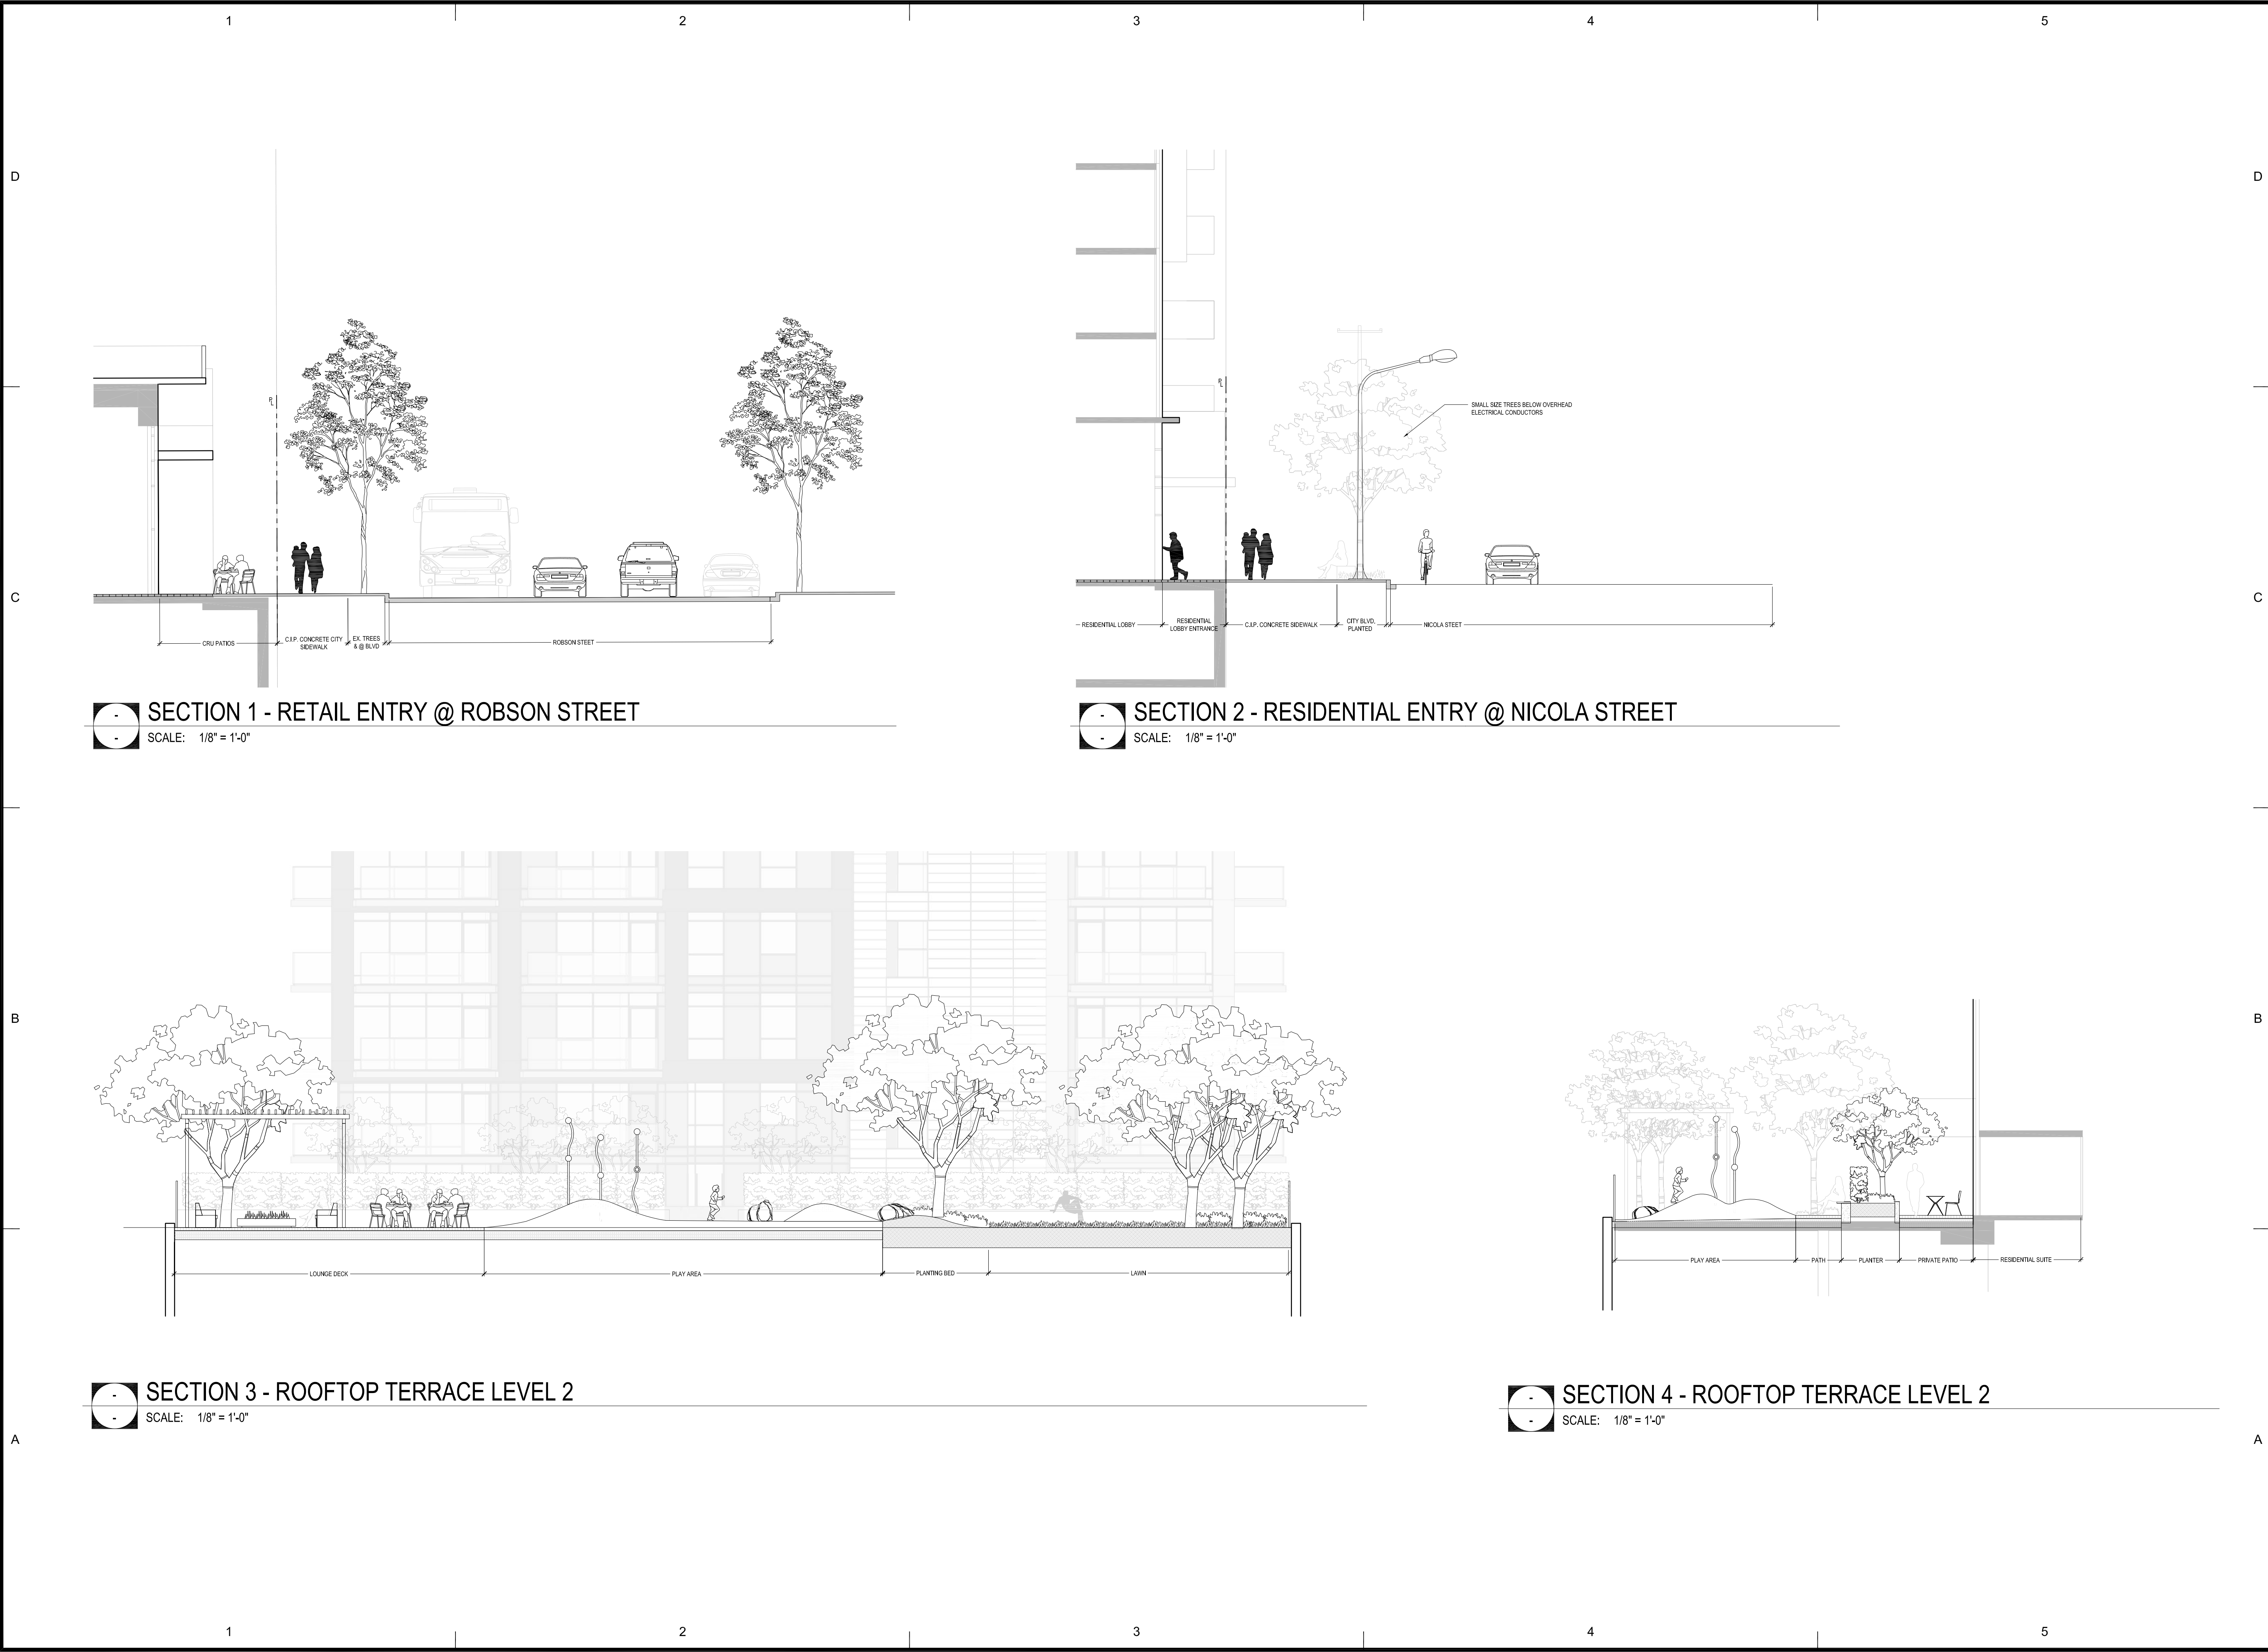 1 2 3 4 5
D D
P
L
CRU PATIOS
C.I.P. CONCRETE CITY
SIDEWALK
EX. TREES
& @ BLVD
ROBSON STEET
SECTION 1 - RETAIL ENTRY @ ROBSON STREET
SCALE: 1/8" = 1'-0"
-
-
P
L
SMALL SIZE TREES BELOW OVERHEAD
ELECTRICAL CONDUCTORS
RESIDENTIAL LOBBY
RESIDENTIAL
LOBBY ENTRANCE
C.I.P. CONCRETE SIDEWALK
CITY BLVD,
PLANTED
NICOLA STEET
SECTION 2 - RESIDENTIAL ENTRY @ NICOLA STREET
SCALE: 1/8" = 1'-0"
-
-
C C
B B
LOUNGE DECK
PLAY AREA
PLANTING BED
LAWN
SECTION 3 - ROOFTOP TERRACE LEVEL 2
SCALE: 1/8" = 1'-0"
-
-
PLAY AREA
PATH
PLANTER
PRIVATE PATIO
RESIDENTIAL SUITE
SECTION 4 - ROOFTOP TERRACE LEVEL 2
SCALE: 1/8" = 1'-0"
-
-
A A
1 2 3 4 5